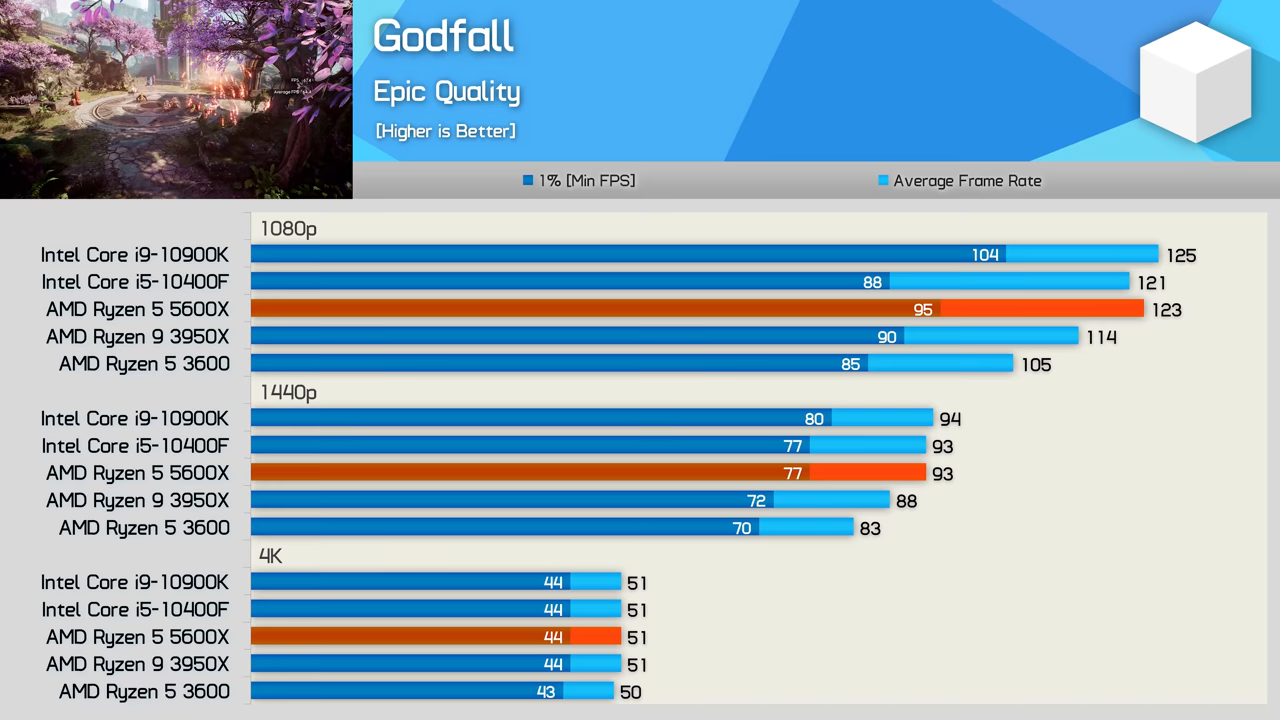 Godfall
Epic Quality
[Higher is Better]
1% [Min FPS]
Average Frame Rate
1080p
Intel Core i9-10900K 104 125
Intel Core i5-10400F 88 121
AMD Ryzen 5 5600X 95 123
AMD Ryzen 9 3950X 90 114
AMD Ryzen 5 3600 85 105
1440p
Intel Core i9-10900K 80 94
Intel Core i5-10400F 77 93
AMD Ryzen 5 5600X 77 93
AMD Ryzen 9 3950X 72 88
AMD Ryzen 5 3600 70 83
4K
Intel Core i9-10900K 44 51
Intel Core i5-10400F 44 51
AMD Ryzen 5 5600X 44 51
AMD Ryzen 9 3950X 44 51
AMD Ryzen 5 3600 43 50